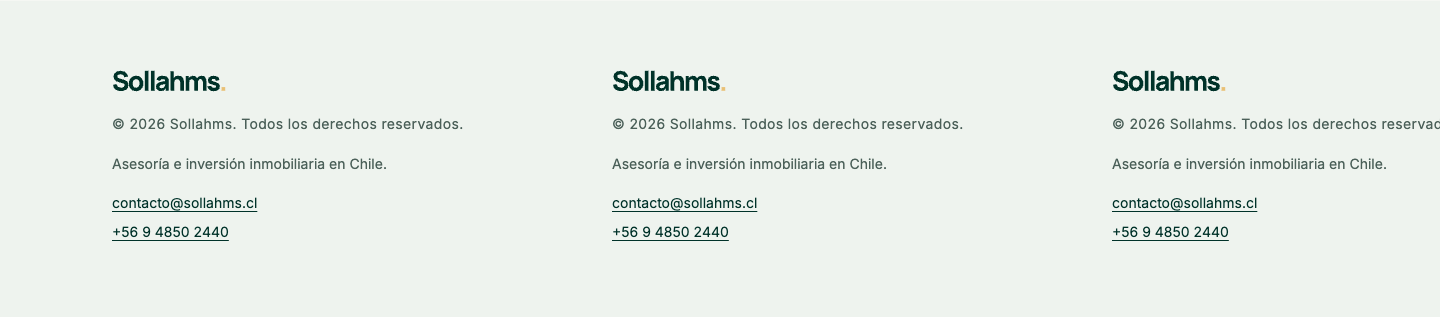 Sollahms.
© 2026 Sollahms. Todos los derechos reservados.
Asesoría e inversión inmobiliaria en Chile.
contacto@sollahms.cl
+56 9 4850 2440
Sollahms.
© 2026 Sollahms. Todos los derechos reservados.
Asesoría e inversión inmobiliaria en Chile.
contacto@sollahms.cl
+56 9 4850 2440
Sollahms.
© 2026 Sollahms. Todos los derechos reservad
Asesoría e inversión inmobiliaria en Chile.
contacto@sollahms.cl
+56 9 4850 2440